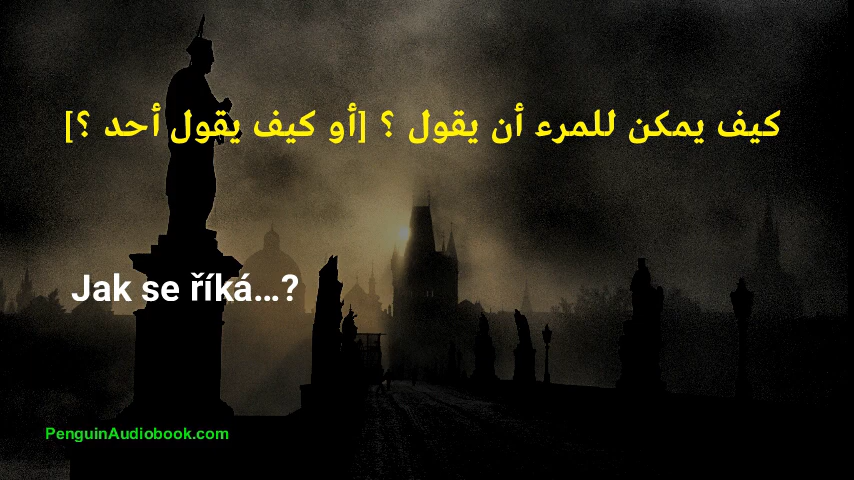 كيف يمكن للمرء أن يقول ؟ [أو كيف يقول أحد ؟]
Jak se říká…?
PenguinAudiobook.com